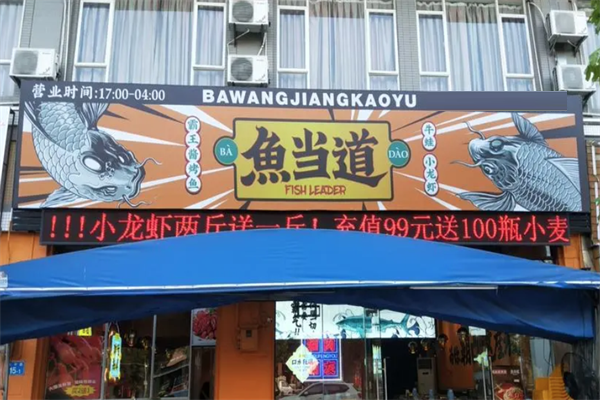 营业时间:17:00-04:00
BAWANGJIANGKAOYU
霸王酱烤鱼
BÀ
魚当道
FISH LEADER
DÀO
牛蛙
小龙虾
!!!小龙虾两斤送一斤!充值99元送100瓶小麦